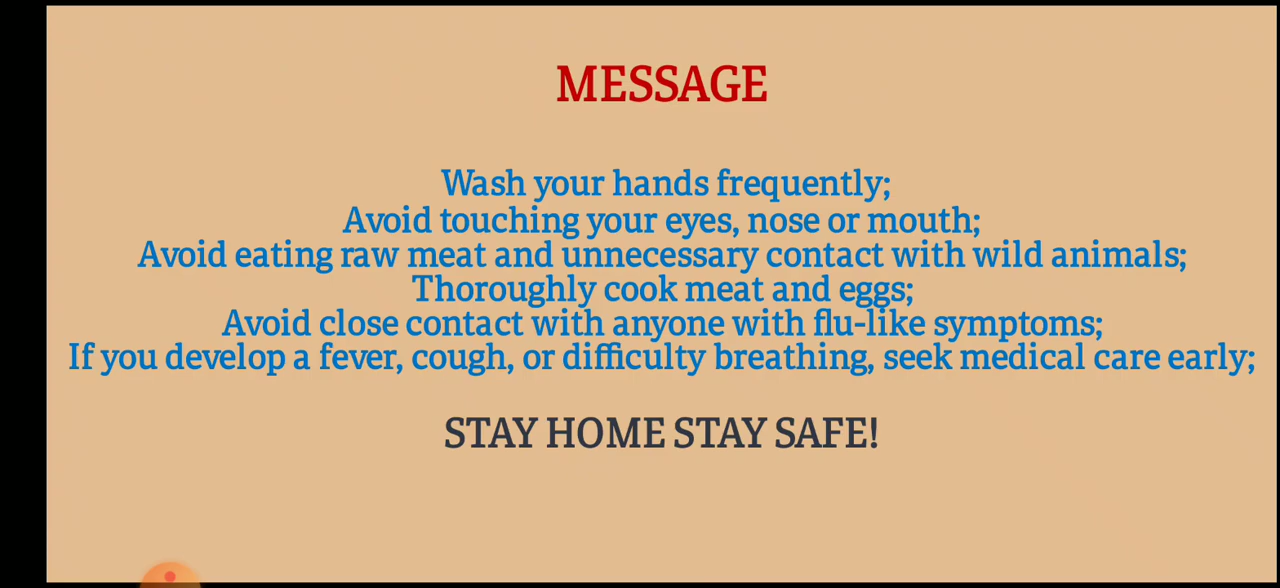 MESSAGE
Wash your hands frequently;
Avoid touching your eyes, nose or mouth;
Avoid eating raw meat and unnecessary contact with wild animals;
Thoroughly cook meat and eggs;
Avoid close contact with anyone with flu-like symptoms;
If you develop a fever, cough, or difficulty breathing, seek medical care early;
STAY HOME STAY SAFE!